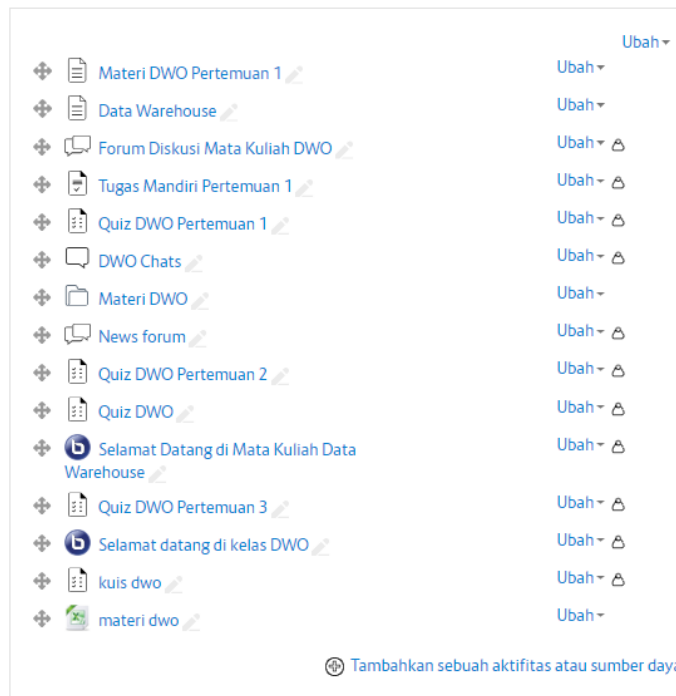 Ubah
Materi DWO Pertemuan 1 Ubah
Data Warehouse Ubah
Forum Diskusi Mata Kuliah DWO Ubah
Tugas Mandiri Pertemuan 1 Ubah
Quiz DWO Pertemuan 1 Ubah
DWO Chats Ubah
Materi DWO Ubah
News forum Ubah
Quiz DWO Pertemuan 2 Ubah
Quiz DWO Ubah
Selamat Datang di Mata Kuliah Data Ubah
Warehouse
Quiz DWO Pertemuan 3 Ubah
Selamat datang di kelas DWO Ubah
kuis dwo Ubah
materi dwo Ubah
Tambahkan sebuah aktifitas atau sumber daya